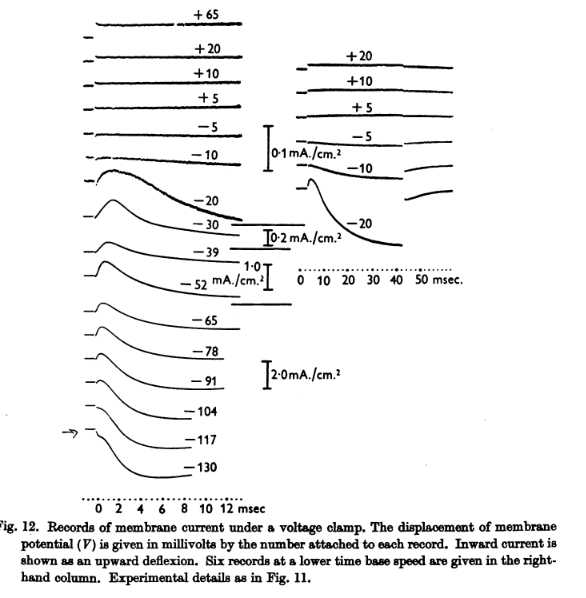 + 65
+ 20
+ 10
+ 5
− 5
− 10
− 20
− 30
− 39
− 52
− 65
− 78
− 91
− 104
− 117
− 130
0·1 mA./cm.²
0·2 mA./cm.²
1·0
mA./cm.²
2·0mA./cm.²
0 2 4 6 8 10 12 msec
+ 20
+ 10
+ 5
− 5
− 10
− 20
0 10 20 30 40 50 msec.
Fig. 12. Records of membrane current under a voltage clamp. The displacement of membrane
potential (V) is given in millivolts by the number attached to each record. Inward current is
shown as an upward deflexion. Six records at a lower time base speed are given in the right-
hand column. Experimental details as in Fig. 11.